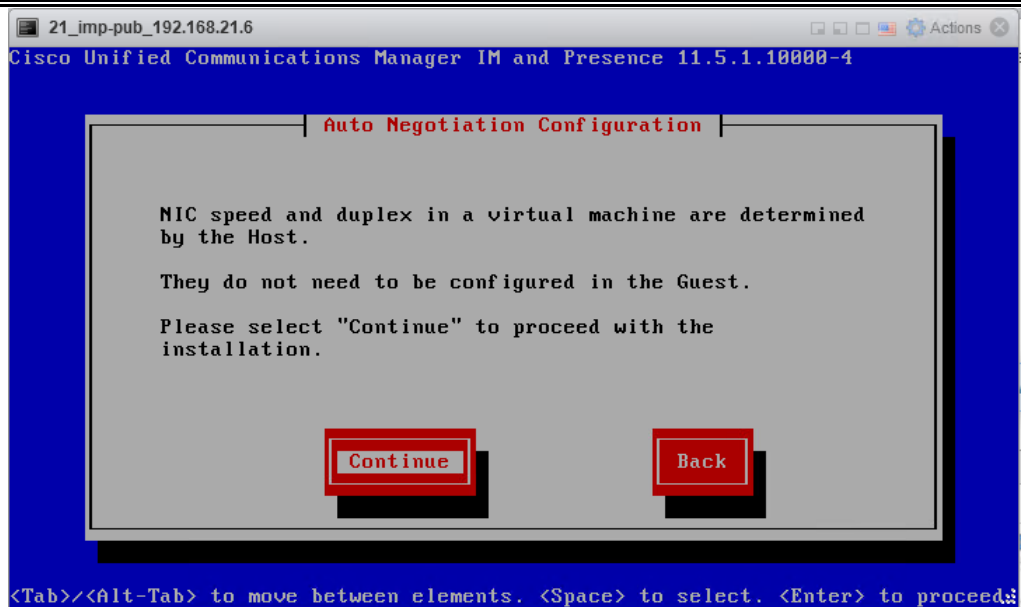 21_imp-pub_192.168.21.6
Actions
Cisco Unified Communications Manager IM and Presence 11.5.1.10000-4
Auto Negotiation Configuration
NIC speed and duplex in a virtual machine are determined
by the Host.
They do not need to be configured in the Guest.
Please select "Continue" to proceed with the
installation.
Continue
Back
<Tab>/<Alt-Tab> to move between elements. <Space> to select. <Enter> to proceed.